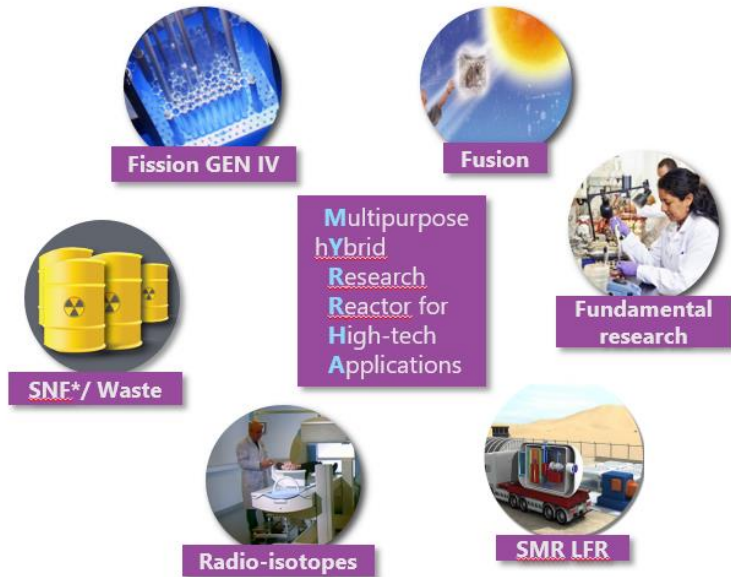 Fission GEN IV
Fusion
Multipurpose
hYbrid
Research
Reactor for
High-tech
Applications
Fundamental
research
SNF*/ Waste
Radio-isotopes
SMR LFR